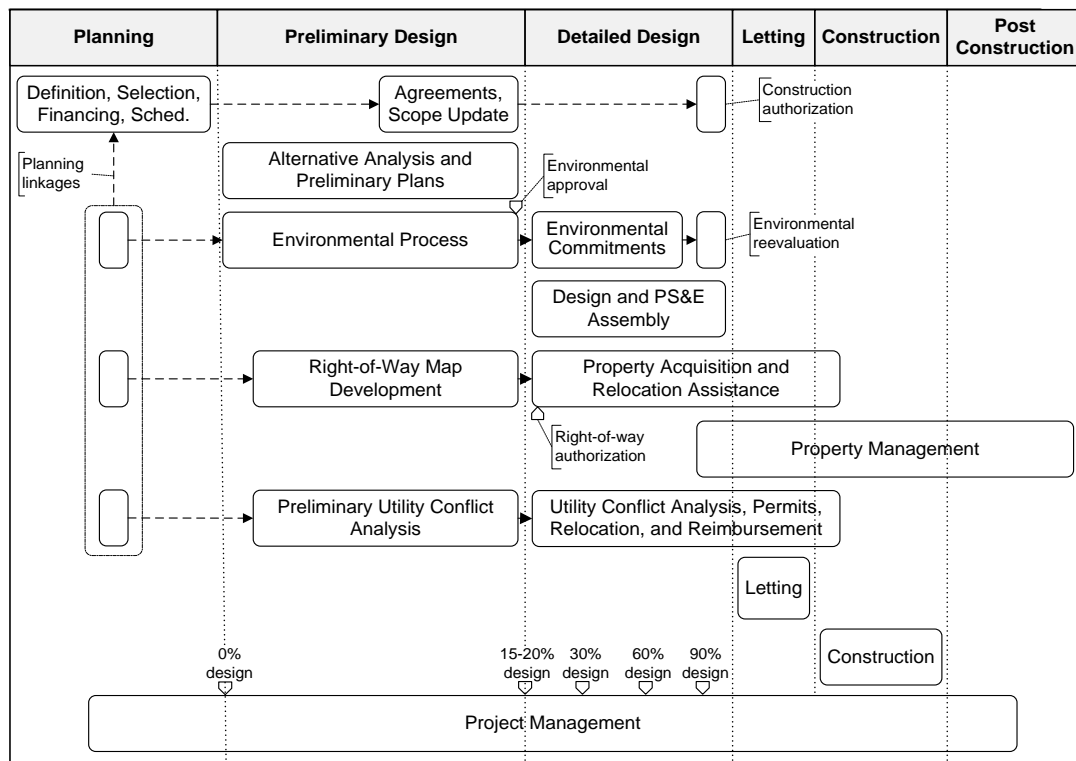 Planning
Preliminary Design
Detailed Design
Letting
Construction
Post
Construction
Definition, Selection,
Financing, Sched.
Agreements,
Scope Update
Construction
authorization
Planning
linkages
Alternative Analysis and
Preliminary Plans
Environmental
approval
Environmental Process
Environmental
Commitments
Environmental
reevaluation
Design and PS&E
Assembly
Right-of-Way Map
Development
Property Acquisition and
Relocation Assistance
Right-of-way
authorization
Property Management
Preliminary Utility Conflict
Analysis
Utility Conflict Analysis, Permits,
Relocation, and Reimbursement
Letting
Construction
0%
design
15-20%
design
30%
design
60%
design
90%
design
Project Management